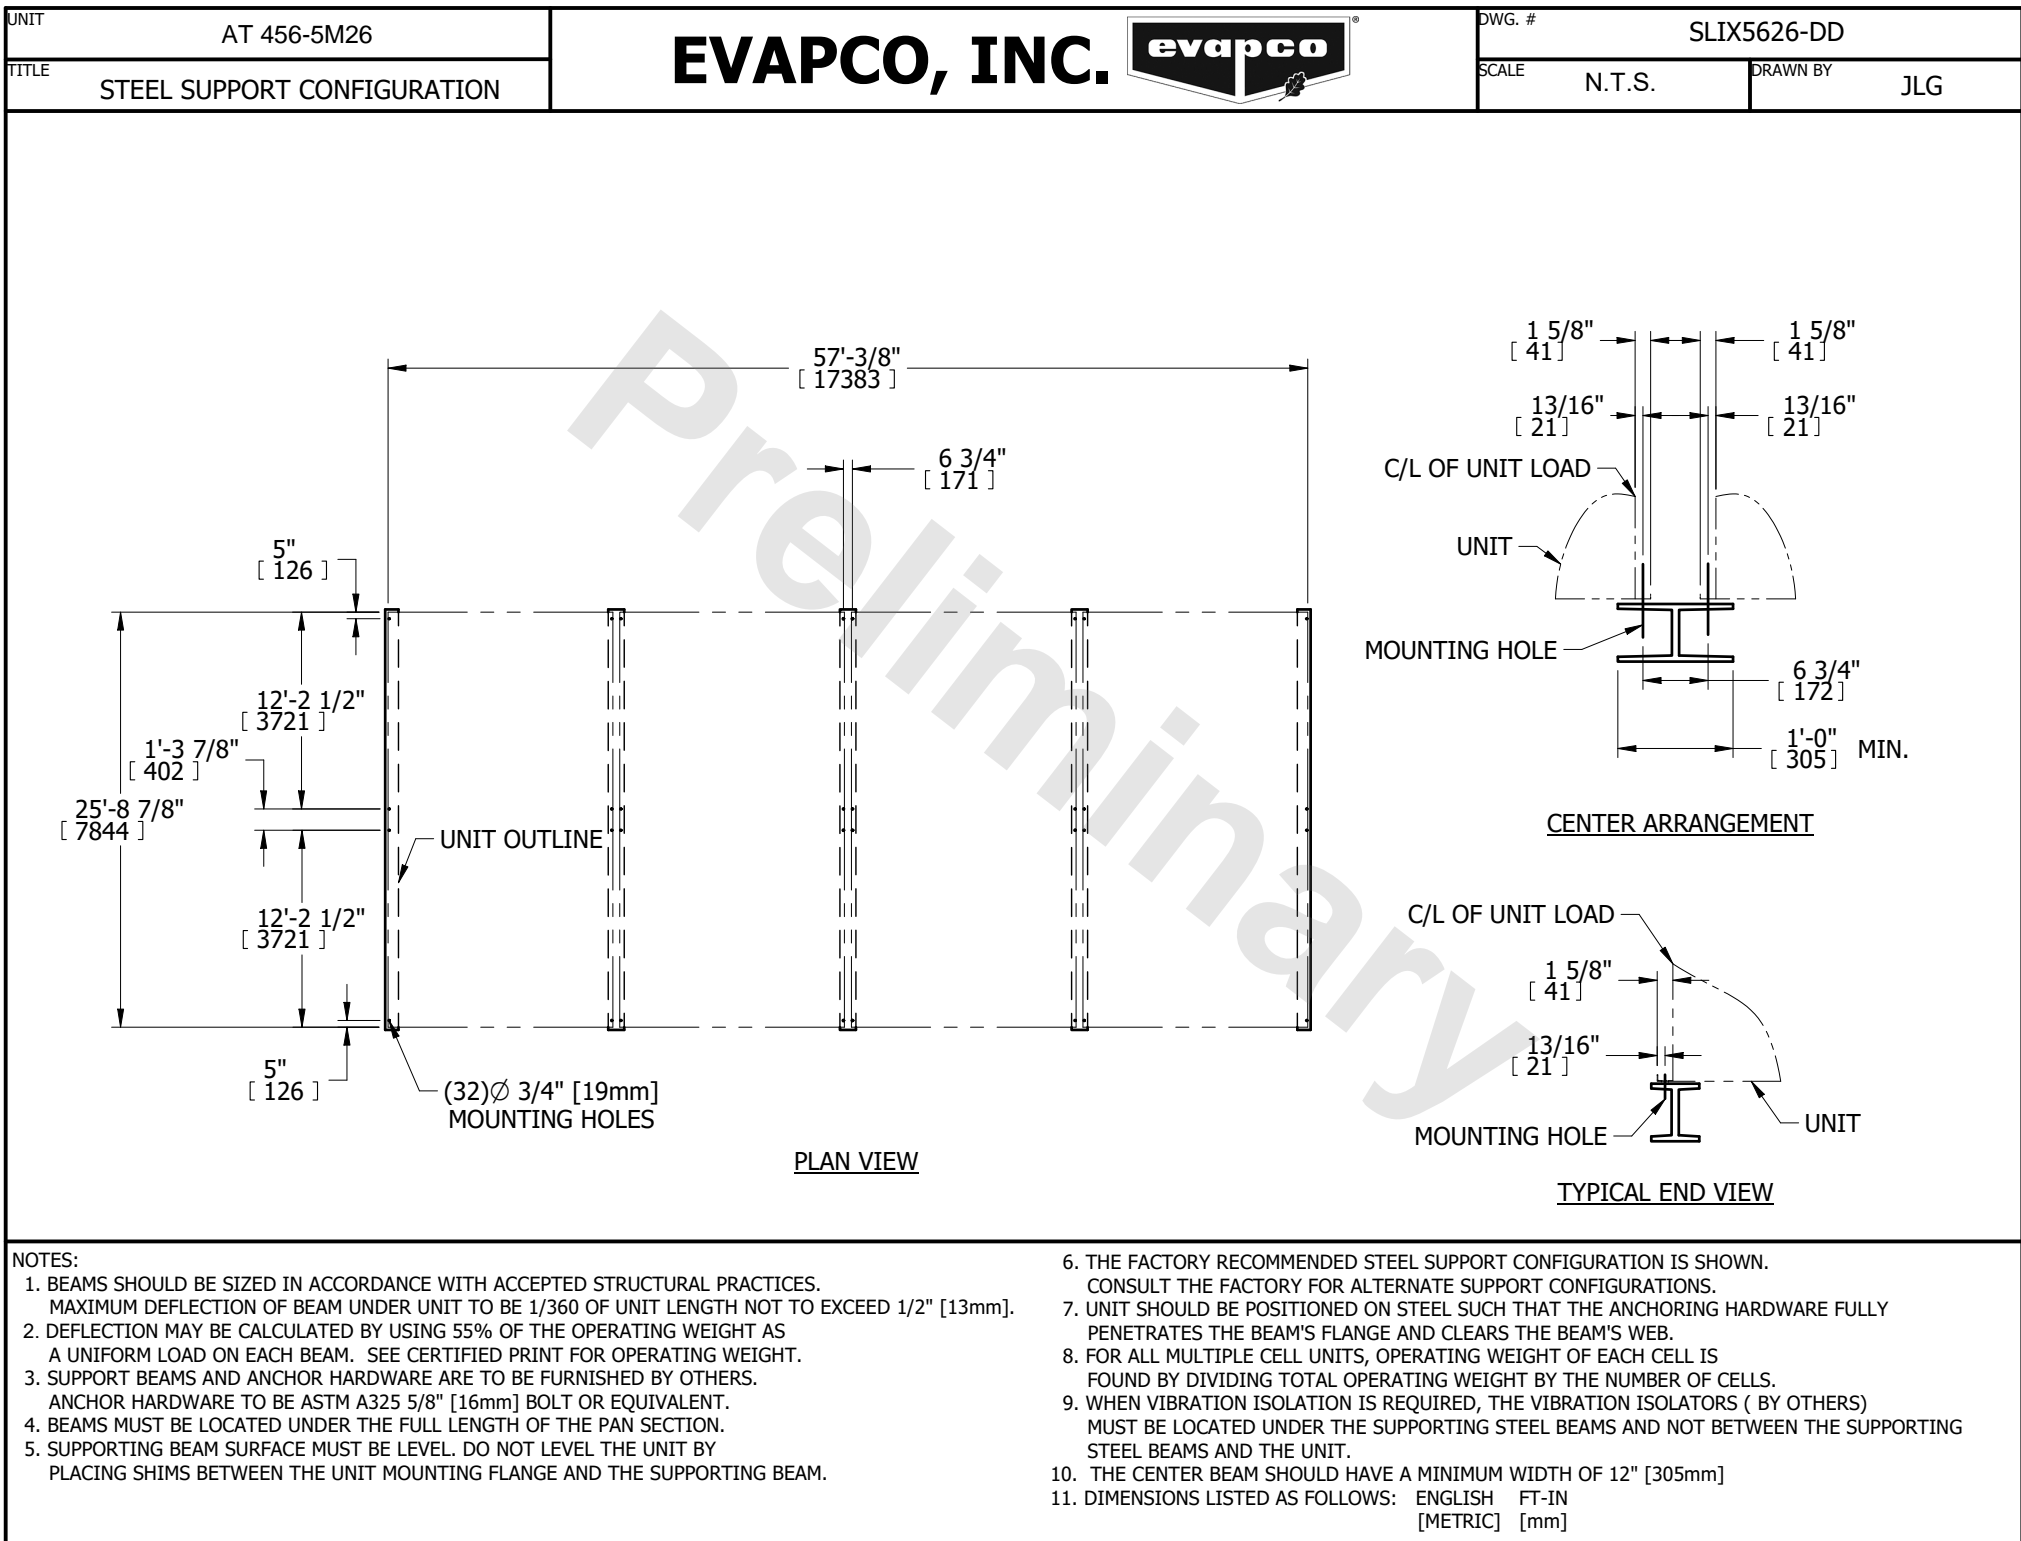 UNIT
AT 456-5M26
TITLE
STEEL SUPPORT CONFIGURATION
EVAPCO, INC.
evapco
®
DWG. #
SLIX5626-DD
SCALE
N.T.S.
DRAWN BY
JLG
Preliminary
57'-3/8"
[ 17383 ]
6 3/4"
[ 171 ]
5"
[ 126 ]
12'-2 1/2"
[ 3721 ]
1'-3 7/8"
[ 402 ]
25'-8 7/8"
[ 7844 ]
UNIT OUTLINE
12'-2 1/2"
[ 3721 ]
5"
[ 126 ]
(32)∅ 3/4" [19mm]
MOUNTING HOLES
PLAN VIEW
1 5/8"
[ 41 ]
1 5/8"
[ 41 ]
13/16"
[ 21 ]
13/16"
[ 21 ]
C/L OF UNIT LOAD
UNIT
MOUNTING HOLE
6 3/4"
[ 172 ]
1'-0"
[ 305 ] MIN.
CENTER ARRANGEMENT
C/L OF UNIT LOAD
1 5/8"
[ 41 ]
13/16"
[ 21 ]
MOUNTING HOLE
UNIT
TYPICAL END VIEW
NOTES:
1. BEAMS SHOULD BE SIZED IN ACCORDANCE WITH ACCEPTED STRUCTURAL PRACTICES.
MAXIMUM DEFLECTION OF BEAM UNDER UNIT TO BE 1/360 OF UNIT LENGTH NOT TO EXCEED 1/2" [13mm].
2. DEFLECTION MAY BE CALCULATED BY USING 55% OF THE OPERATING WEIGHT AS
A UNIFORM LOAD ON EACH BEAM. SEE CERTIFIED PRINT FOR OPERATING WEIGHT.
3. SUPPORT BEAMS AND ANCHOR HARDWARE ARE TO BE FURNISHED BY OTHERS.
ANCHOR HARDWARE TO BE ASTM A325 5/8" [16mm] BOLT OR EQUIVALENT.
4. BEAMS MUST BE LOCATED UNDER THE FULL LENGTH OF THE PAN SECTION.
5. SUPPORTING BEAM SURFACE MUST BE LEVEL. DO NOT LEVEL THE UNIT BY
PLACING SHIMS BETWEEN THE UNIT MOUNTING FLANGE AND THE SUPPORTING BEAM.
6. THE FACTORY RECOMMENDED STEEL SUPPORT CONFIGURATION IS SHOWN.
CONSULT THE FACTORY FOR ALTERNATE SUPPORT CONFIGURATIONS.
7. UNIT SHOULD BE POSITIONED ON STEEL SUCH THAT THE ANCHORING HARDWARE FULLY
PENETRATES THE BEAM'S FLANGE AND CLEARS THE BEAM'S WEB.
8. FOR ALL MULTIPLE CELL UNITS, OPERATING WEIGHT OF EACH CELL IS
FOUND BY DIVIDING TOTAL OPERATING WEIGHT BY THE NUMBER OF CELLS.
9. WHEN VIBRATION ISOLATION IS REQUIRED, THE VIBRATION ISOLATORS ( BY OTHERS)
MUST BE LOCATED UNDER THE SUPPORTING STEEL BEAMS AND NOT BETWEEN THE SUPPORTING
STEEL BEAMS AND THE UNIT.
10. THE CENTER BEAM SHOULD HAVE A MINIMUM WIDTH OF 12" [305mm]
11. DIMENSIONS LISTED AS FOLLOWS: ENGLISH FT-IN
[METRIC] [mm]